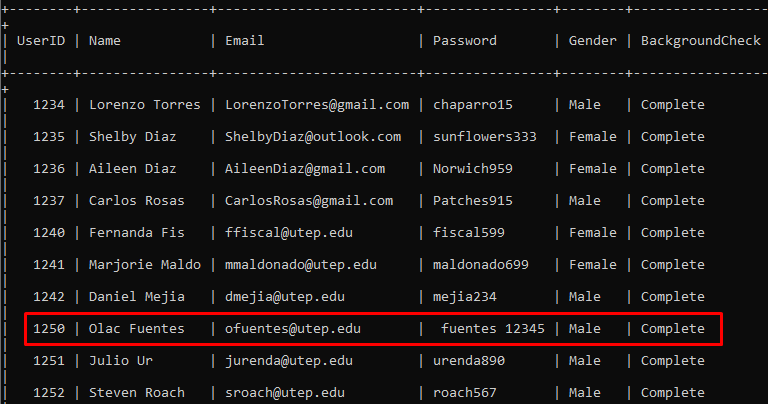 +--------+----------------+-------------------------+----------------+--------+-----------------
+
| UserID | Name | Email | Password | Gender | BackgroundCheck
|
+--------+----------------+-------------------------+----------------+--------+-----------------
+
| 1234 | Lorenzo Torres | LorenzoTorres@gmail.com | chaparro15 | Male | Complete
|
| 1235 | Shelby Diaz | ShelbyDiaz@outlook.com | sunflowers333 | Female | Complete
|
| 1236 | Aileen Diaz | AileenDiaz@gmail.com | Norwich959 | Female | Complete
|
| 1237 | Carlos Rosas | CarlosRosas@gmail.com | Patches915 | Male | Complete
|
| 1240 | Fernanda Fis | ffiscal@utep.edu | fiscal599 | Female | Complete
|
| 1241 | Marjorie Maldo | mmaldonado@utep.edu | maldonado699 | Female | Complete
|
| 1242 | Daniel Mejia | dmejia@utep.edu | mejia234 | Male | Complete
|
| 1250 | Olac Fuentes | ofuentes@utep.edu | fuentes 12345 | Male | Complete
|
| 1251 | Julio Ur | jurenda@utep.edu | urenda890 | Male | Complete
|
| 1252 | Steven Roach | sroach@utep.edu | roach567 | Male | Complete